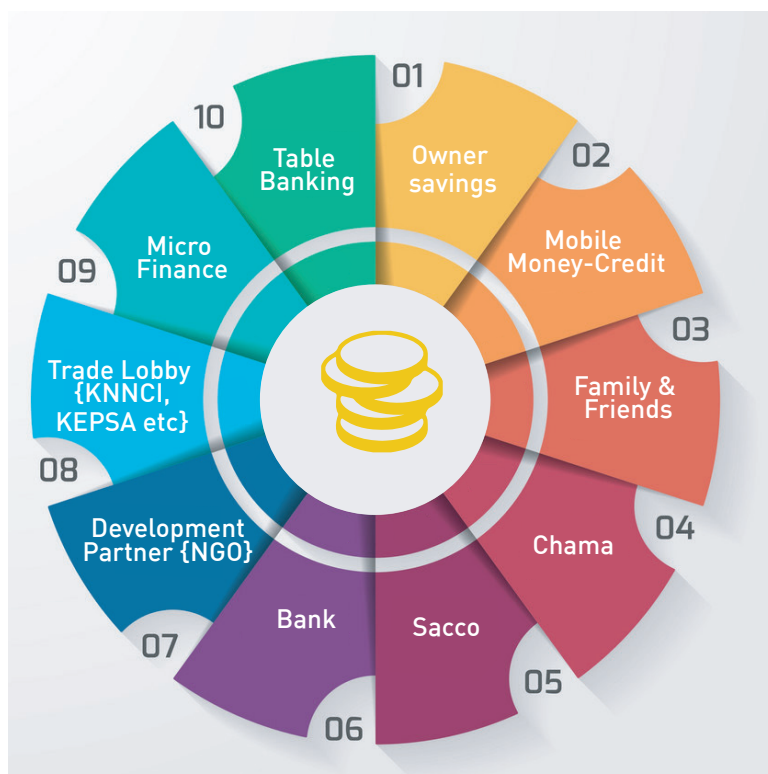 01
Owner
savings
02
Mobile
Money-Credit
03
Family &
Friends
04
Chama
05
Sacco
06
Bank
07
Development
Partner {NGO}
08
Trade Lobby
{KNNCI,
KEPSA etc}
09
Micro
Finance
10
Table
Banking